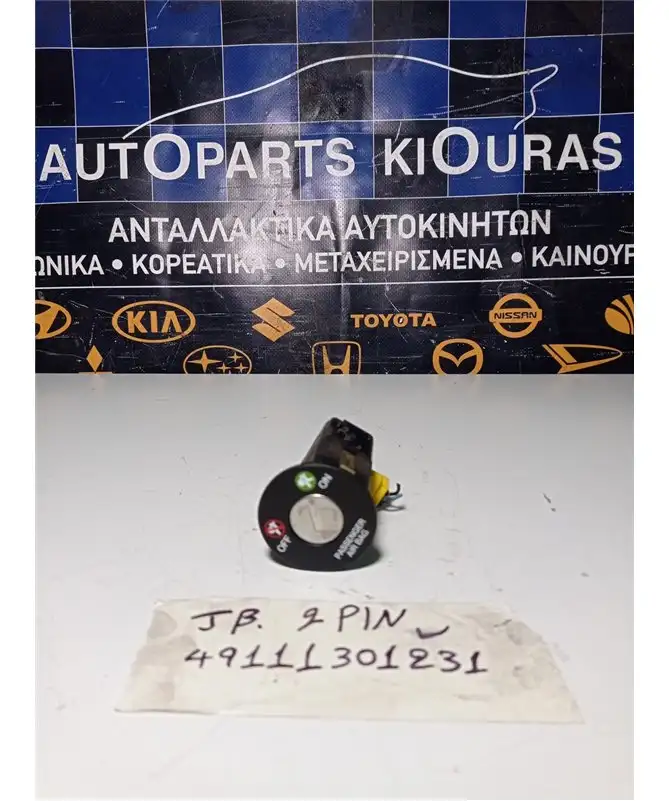 AUTOPARTS KIOURAS
ΑΝΤΑΛΛΑΚΤΙΚΑ ΑΥΤΟΚΙΝΗΤΩΝ
ΩΝΙΚΑ • ΚΟΡΕΑΤΙΚΑ • ΜΕΤΑΧΕΙΡΙΣΜΕΝΑ • ΚΑΙΝΟΥΡ
KIA
TOYOTA
NISSAN
ON
OFF
PASSENGER
AIR BAG
JB. 2 PIN
49111301231